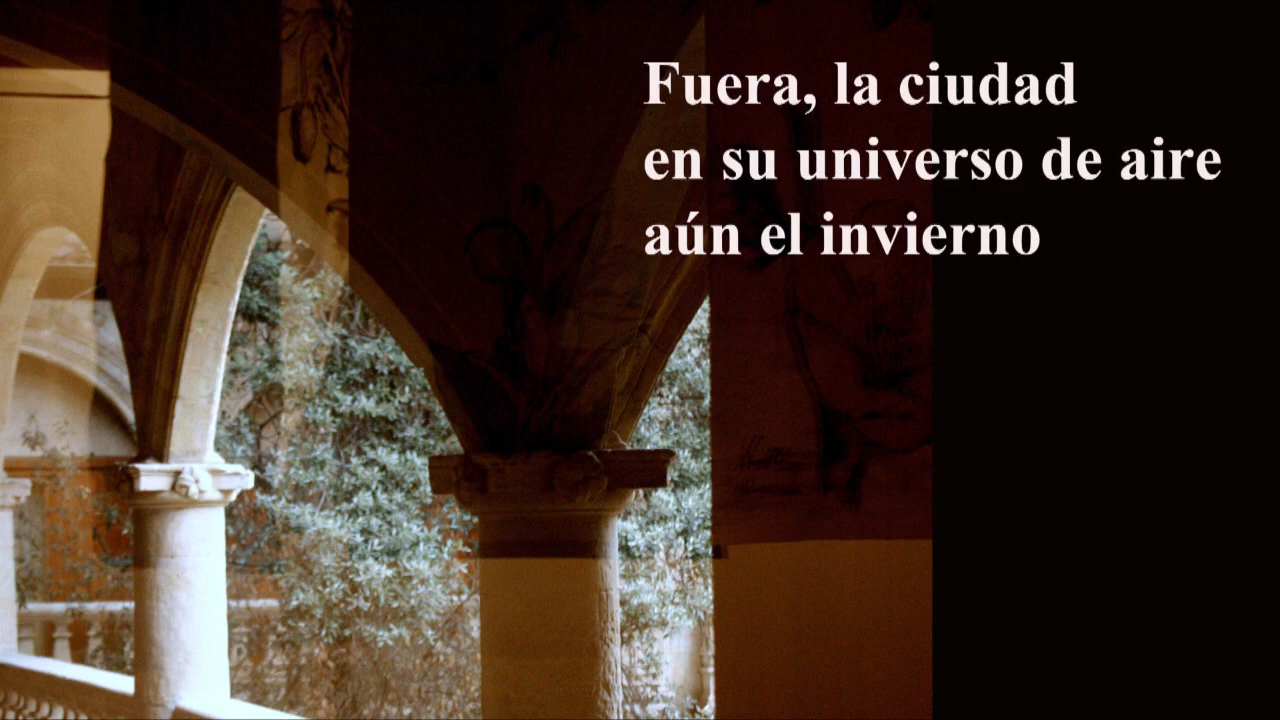 Fuera, la ciudad
en su universo de aire
aún el invierno